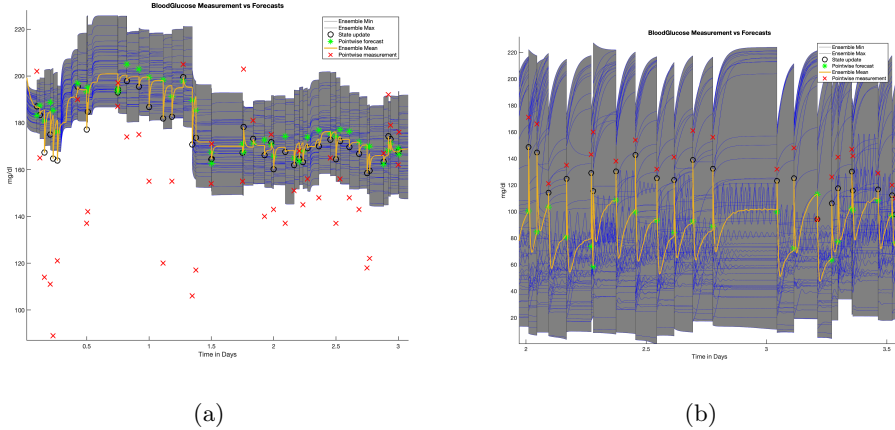 BloodGlucose Measurement vs Forecasts
Ensemble Min
Ensemble Max
State update
Pointwise forecast
Ensemble Mean
Pointwise measurement
mg/dl
220
200
180
160
140
120
100
0.5
1
1.5
2
2.5
3
Time in Days
(a)
BloodGlucose Measurement vs Forecasts
Ensemble Min
Ensemble Max
State update
Pointwise forecast
Ensemble Mean
Pointwise measurement
mg/dl
220
200
180
160
140
120
100
80
60
40
20
2
2.5
3
3.5
Time in Days
(b)